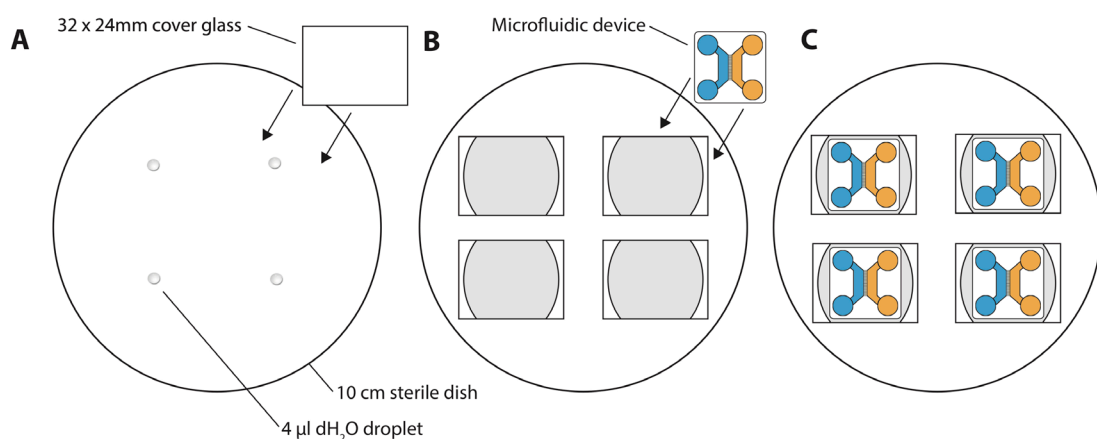 A
32 x 24mm cover glass
B
Microfluidic device
C
10 cm sterile dish
4 µl dH₂O droplet